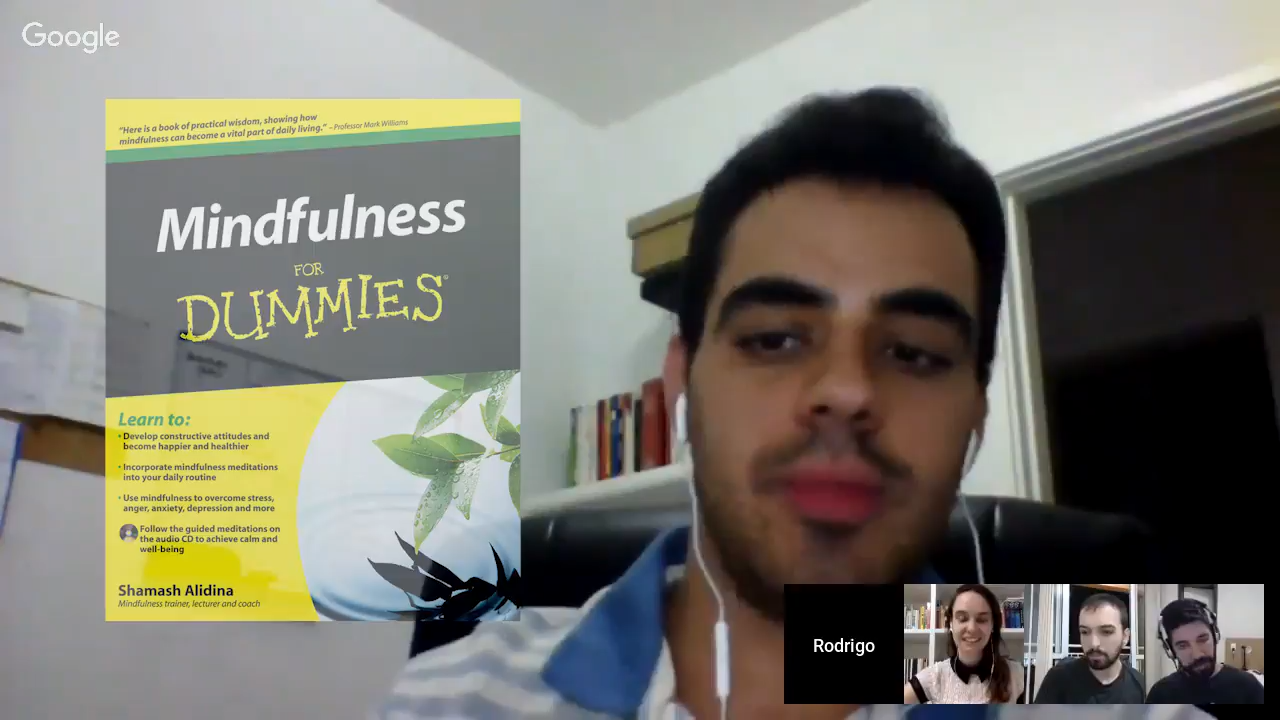 Google
“Here is a book of practical wisdom, showing how
mindfulness can become a vital part of daily living.” – Professor Mark Williams
Mindfulness
FOR
DUMMIES®
Learn to:
• Develop constructive attitudes and
become happier and healthier
• Incorporate mindfulness meditations
into your daily routine
• Use mindfulness to overcome stress,
anger, anxiety, depression and more
Follow the guided meditations on
the audio CD to achieve calm and
well-being
Shamash Alidina
Mindfulness trainer, lecturer and coach
Rodrigo